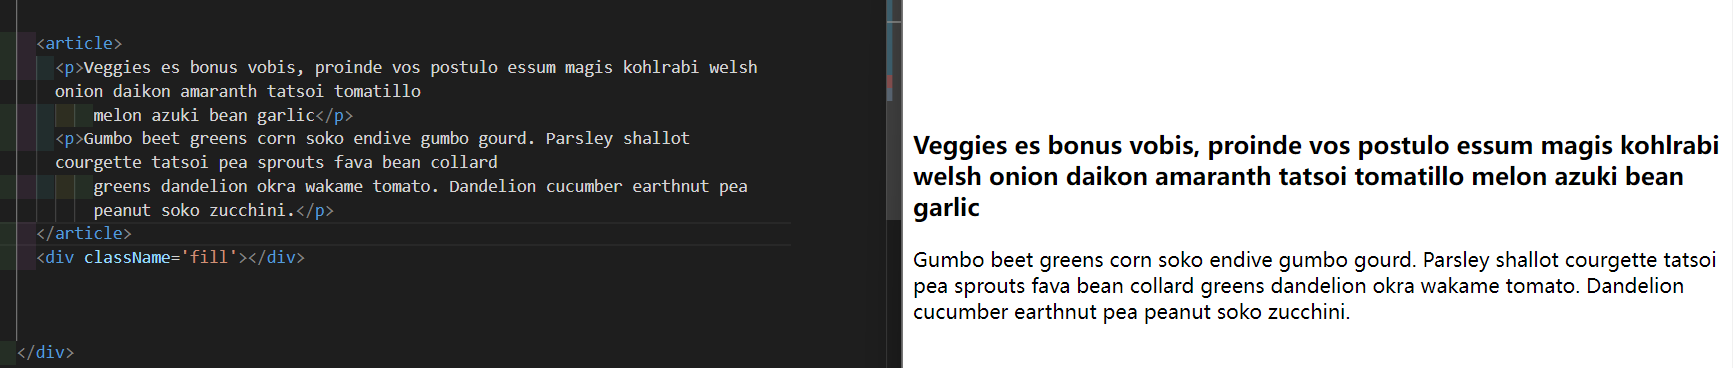 <article>
<p>Veggies es bonus vobis, proinde vos postulo essum magis kohlrabi welsh
onion daikon amaranth tatsoi tomatillo
melon azuki bean garlic</p>
<p>Gumbo beet greens corn soko endive gumbo gourd. Parsley shallot
courgette tatsoi pea sprouts fava bean collard
greens dandelion okra wakame tomato. Dandelion cucumber earthnut pea
peanut soko zucchini.</p>
</article>
<div className='fill'></div>
</div>
Veggies es bonus vobis, proinde vos postulo essum magis kohlrabi
welsh onion daikon amaranth tatsoi tomatillo melon azuki bean
garlic
Gumbo beet greens corn soko endive gumbo gourd. Parsley shallot courgette tatsoi
pea sprouts fava bean collard greens dandelion okra wakame tomato. Dandelion
cucumber earthnut pea peanut soko zucchini.